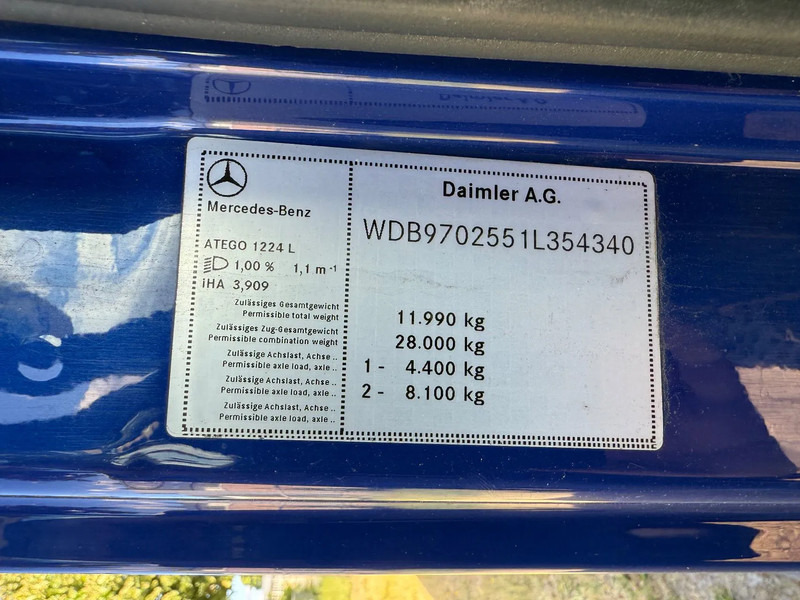 Mercedes-Benz
ATEGO 1224 L
1,00 % 1,1 m⁻¹
iHA 3,909
Zulässiges Gesamtgewicht
Permissible total weight
Zulässiges Zug-Gesamtgewicht
Permissible combination weight
Zulässige Achslast, Achse ..
Permissible axle load, axle ..
Zulässige Achslast, Achse ..
Permissible axle load, axle ..
Zulässige Achslast, Achse ..
Permissible axle load, axle ..
Daimler A.G.
WDB9702551L354340
11.990 kg
28.000 kg
1 - 4.400 kg
2 - 8.100 kg